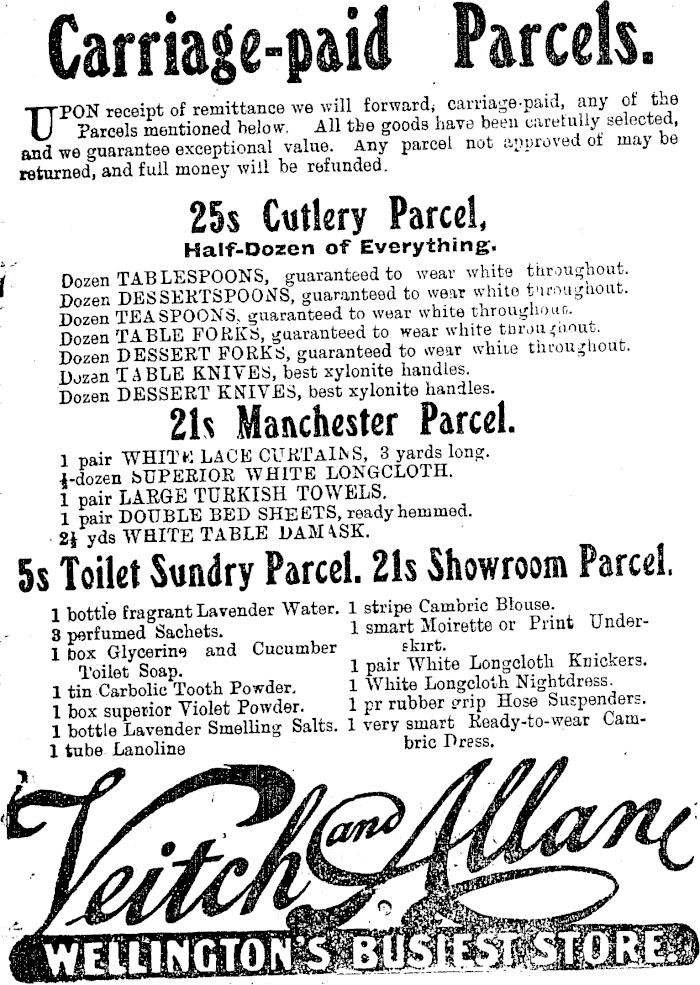 Carriage-paid Parcels.
UPON receipt of remittance we will forward, carriage-paid, any of the
Parcels mentioned below. All the goods have been carefully selected,
and we guarantee exceptional value. Any parcel not approved of may be
returned, and full money will be refunded.
25s Cutlery Parcel,
Half-Dozen of Everything.
Dozen TABLESPOONS, guaranteed to wear white throughout.
Dozen DESSERTSPOONS, guaranteed to wear white throughout.
Dozen TEASPOONS, guaranteed to wear white throughout.
Dozen TABLE FORKS, guaranteed to wear white throughout.
Dozen DESSERT FORKS, guaranteed to wear white throughout.
Dozen TABLE KNIVES, best xylonite handles.
Dozen DESSERT KNIVES, best xylonite handles.
21s Manchester Parcel.
1 pair WHITE LACE CURTAINS, 3 yards long.
½-dozen SUPERIOR WHITE LONGCLOTH.
1 pair LARGE TURKISH TOWELS.
1 pair DOUBLE BED SHEETS, ready hemmed.
2½ yds WHITE TABLE DAMASK.
5s Toilet Sundry Parcel.
1 bottle fragrant Lavender Water.
3 perfumed Sachets.
1 box Glycerine and Cucumber
Toilet Soap.
1 tin Carbolic Tooth Powder.
1 box superior Violet Powder.
1 bottle Lavender Smelling Salts.
1 tube Lanoline
21s Showroom Parcel.
1 stripe Cambric Blouse.
1 smart Moirette or Print Under-
skirt.
1 pair White Longcloth Knickers.
1 White Longcloth Nightdress.
1 pr rubber grip Hose Suspenders.
1 very smart Ready-to-wear Cam-
bric Dress.
Veitch and Allan
WELLINGTON'S BUSIEST STORE.